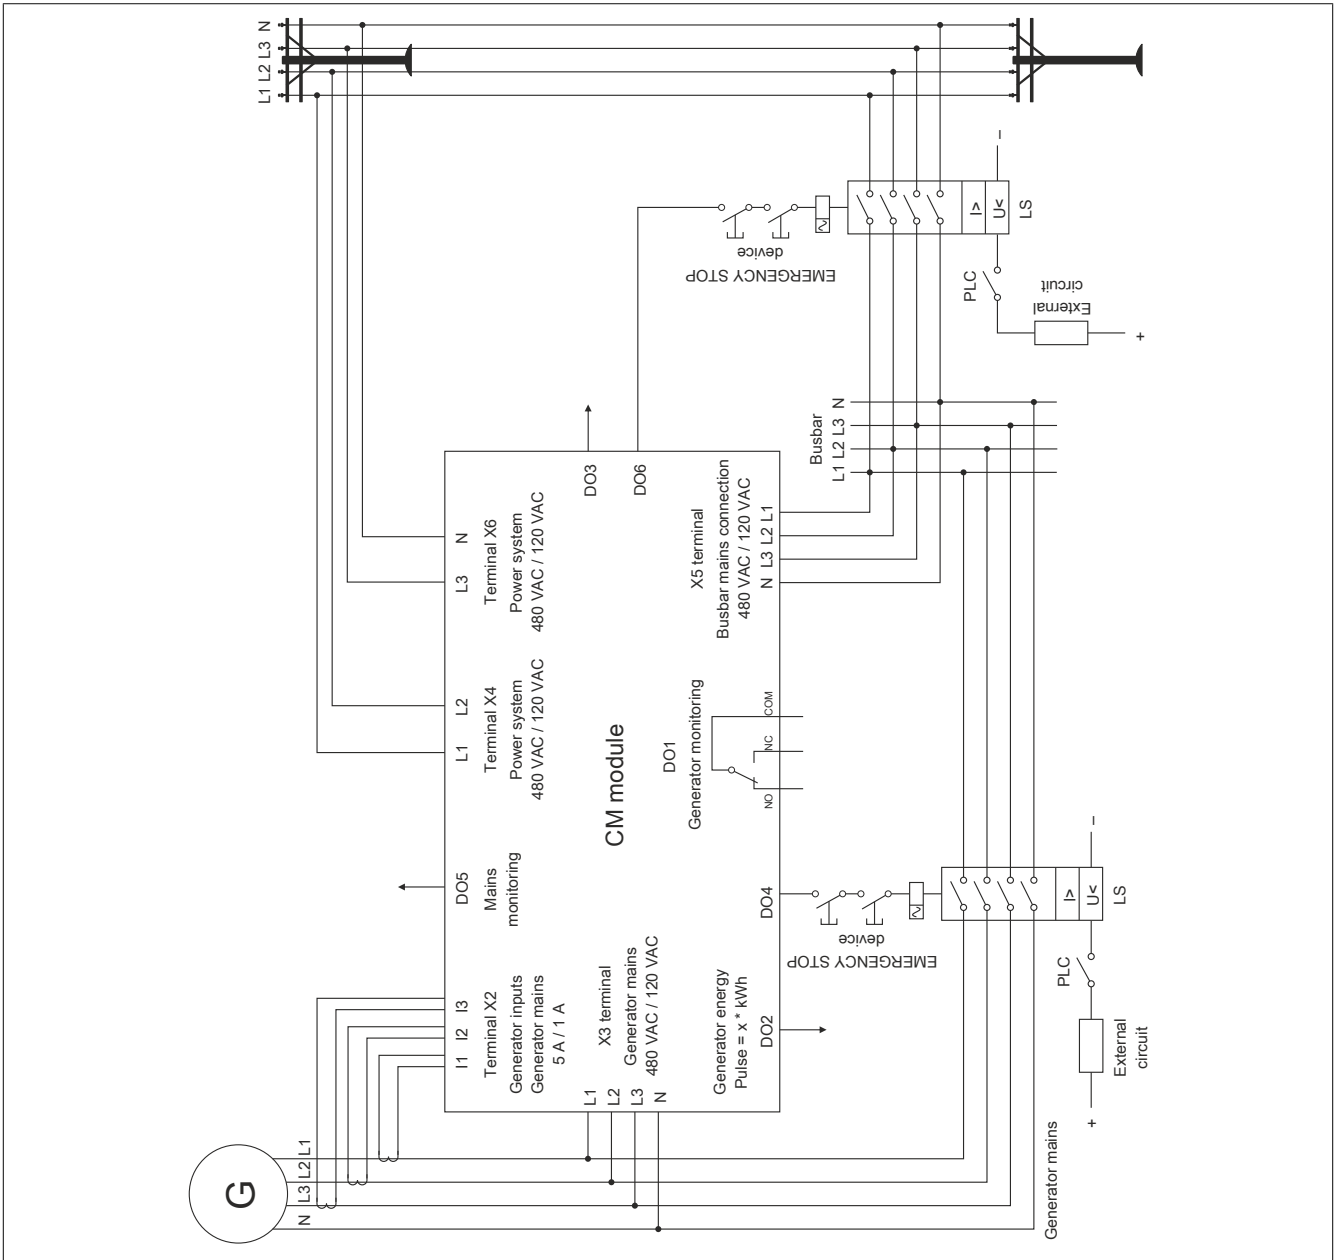 N
L3
L2
L1
LS
I>
U<
–
EMERGENCY STOP
device
PLC
External
circuit
+
Busbar
N
L3
L2
L1
DO3
DO6
N
L3
Terminal X6
Power system
480 VAC / 120 VAC
X5 terminal
Busbar mains connection
480 VAC / 120 VAC
N L3 L2 L1
L2
L1
Terminal X4
Power system
480 VAC / 120 VAC
CM module
DO1
Generator monitoring
NO
NC
COM
DO5
Mains
monitoring
DO4
EMERGENCY STOP
device
I>
U<
LS
–
PLC
External
circuit
+
I1 I2 I3
Terminal X2
Generator inputs
Generator mains
5 A / 1 A
X3 terminal
Generator mains
480 VAC / 120 VAC
L1
L2
L3
N
Generator energy
Pulse = x * kWh
DO2
G
N L3 L2 L1
Generator mains